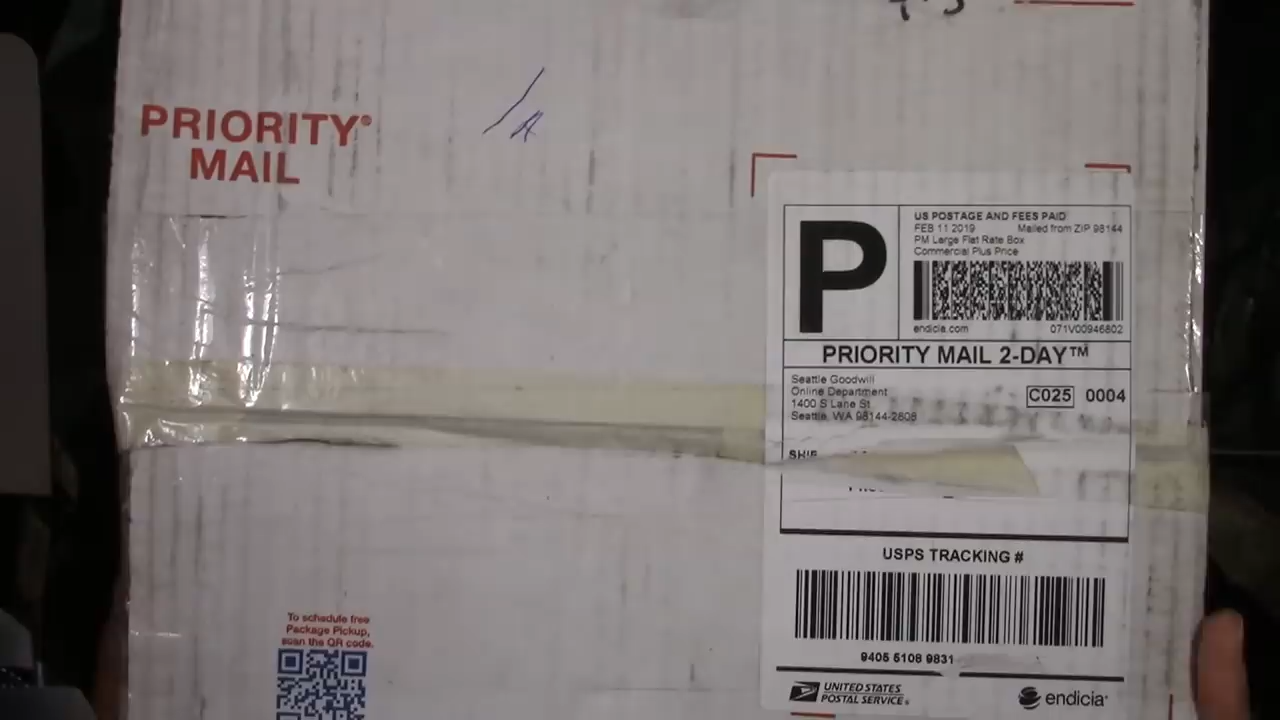 PRIORITY®
MAIL
P
US POSTAGE AND FEES PAID
FEB 11 2019 Mailed from ZIP 98144
PM Large Flat Rate Box
Commercial Plus Price
endicia.com 071V00946802
PRIORITY MAIL 2-DAY™
Seattle Goodwill
Online Department
1400 S Lane St
Seattle, WA 98144-2808
C025 0004
USPS TRACKING #
9405 5108 9831
UNITED STATES
POSTAL SERVICE®
endicia®
To schedule free
Package Pickup,
scan the QR code.